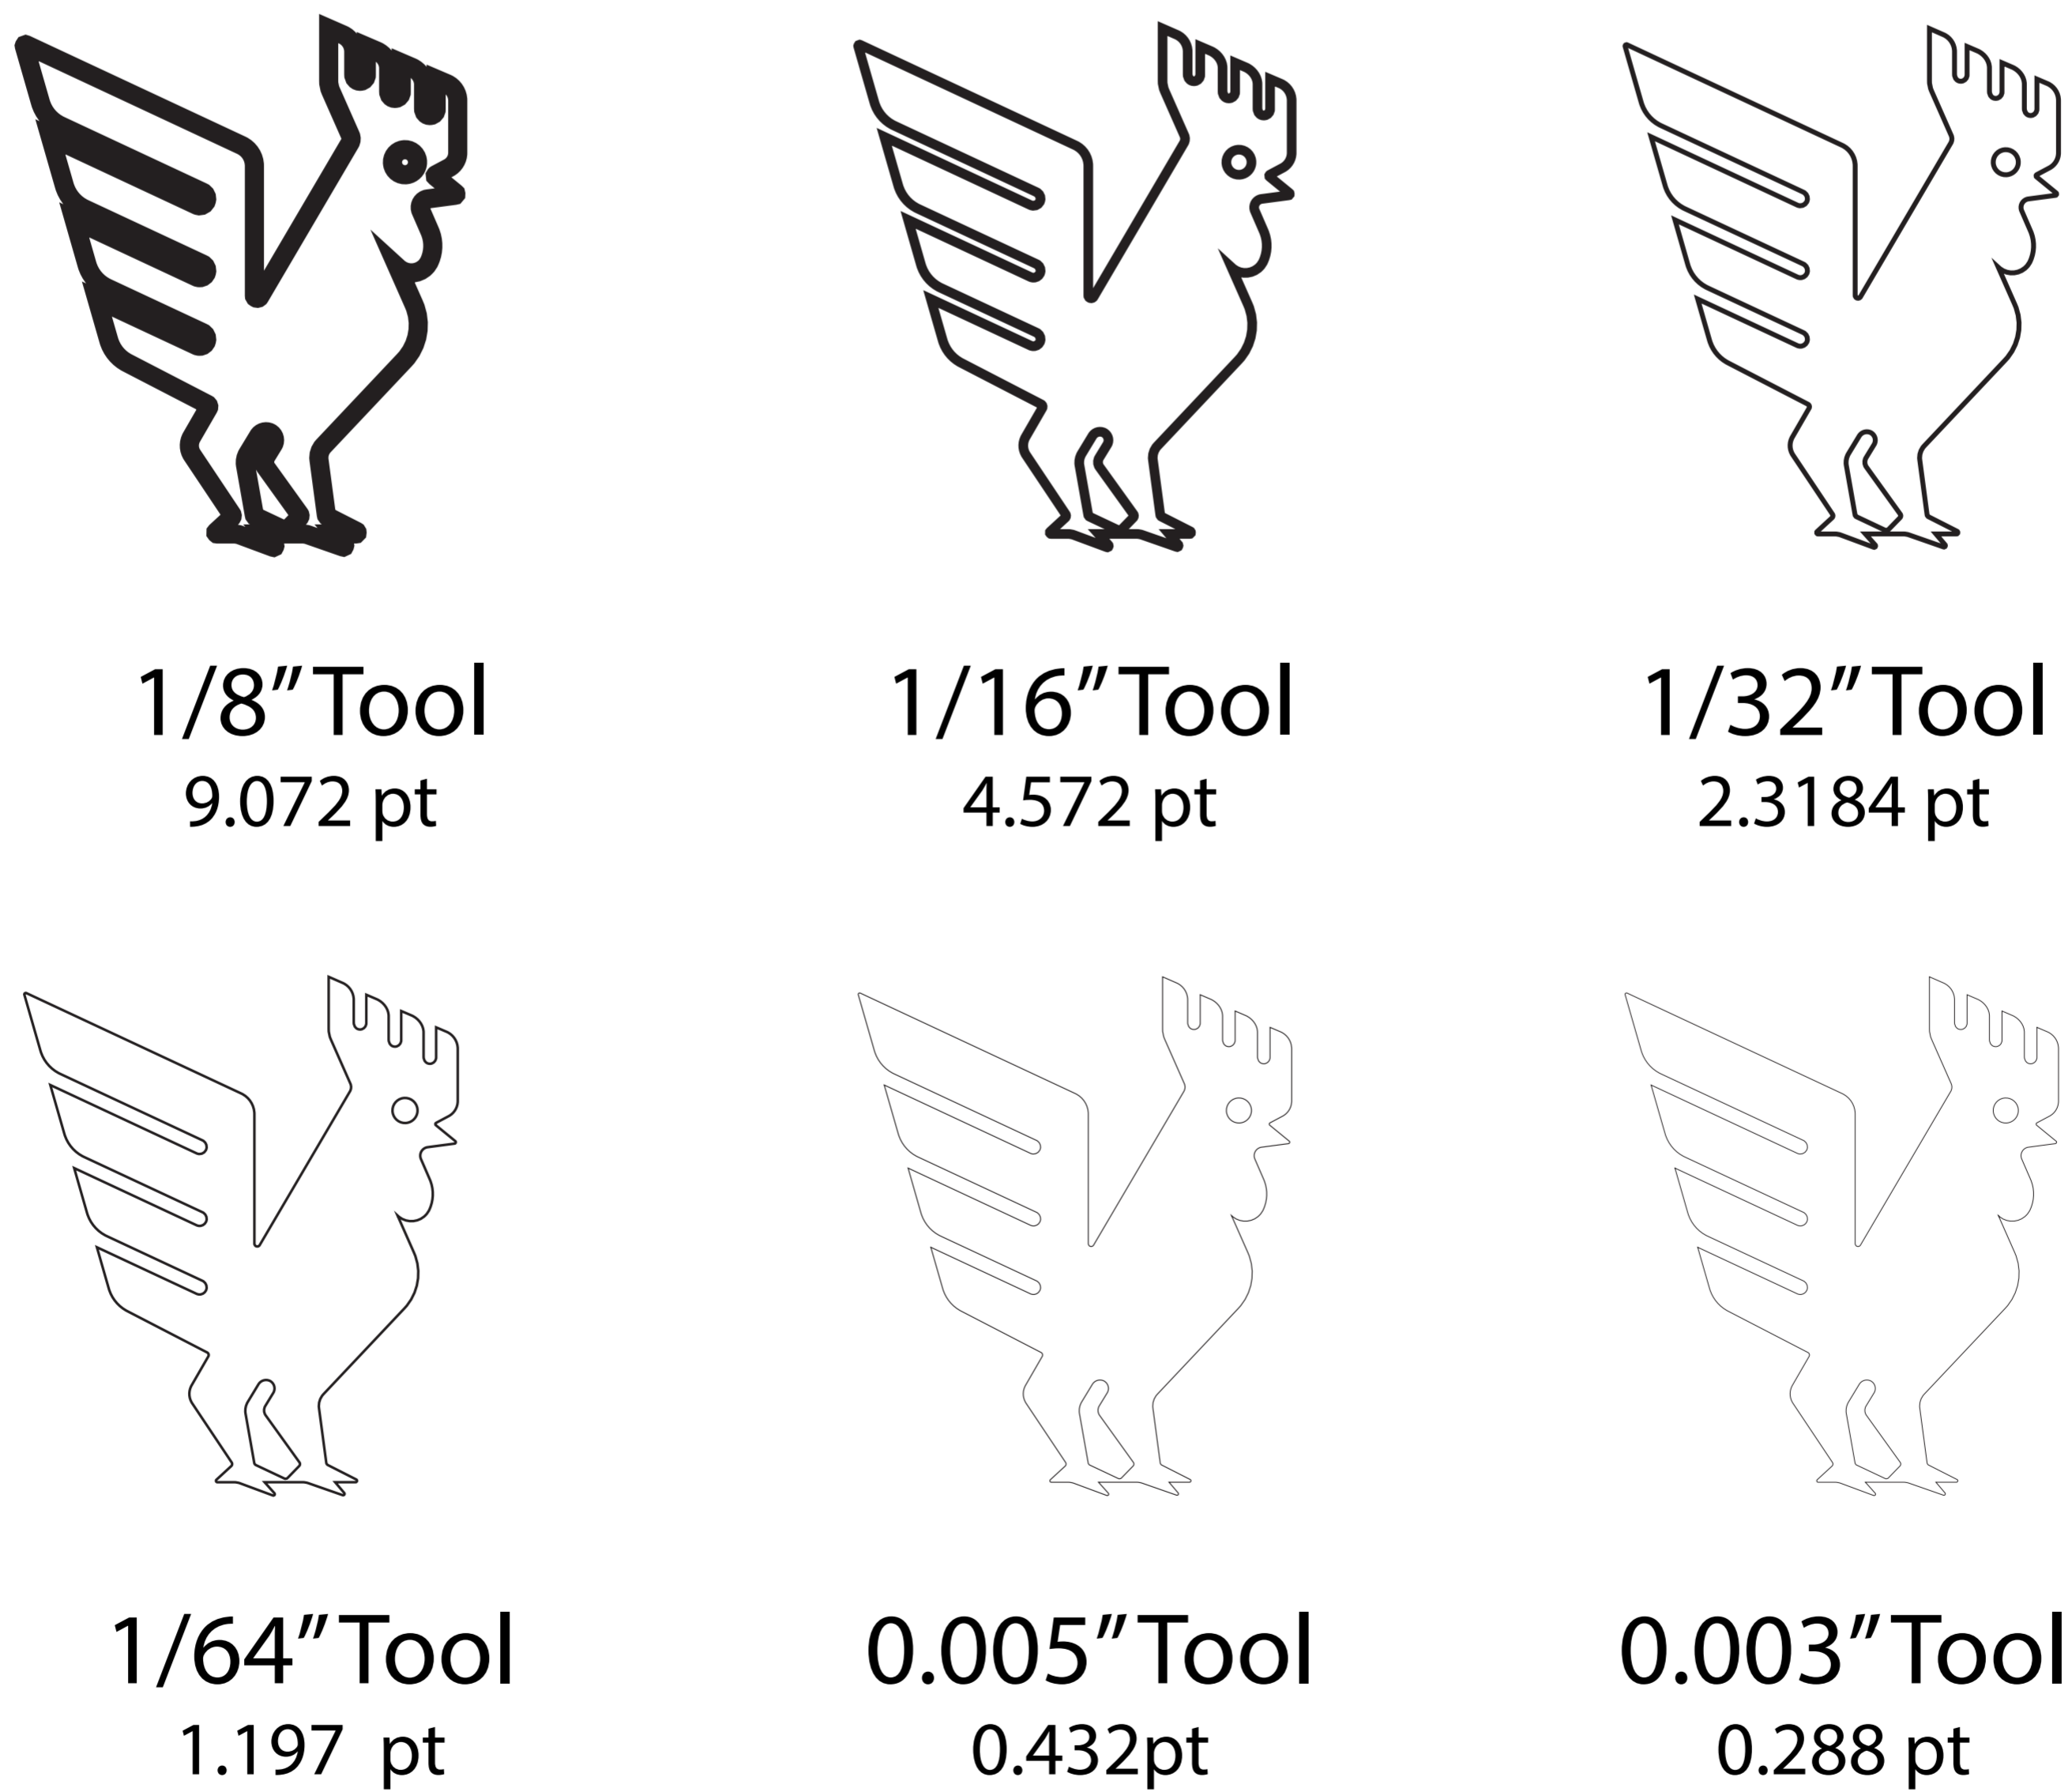 1/8” Tool
9.072 pt
1/16” Tool
4.572 pt
1/32” Tool
2.3184 pt
1/64” Tool
1.197 pt
0.005” Tool
0.432pt
0.003” Tool
0.288 pt